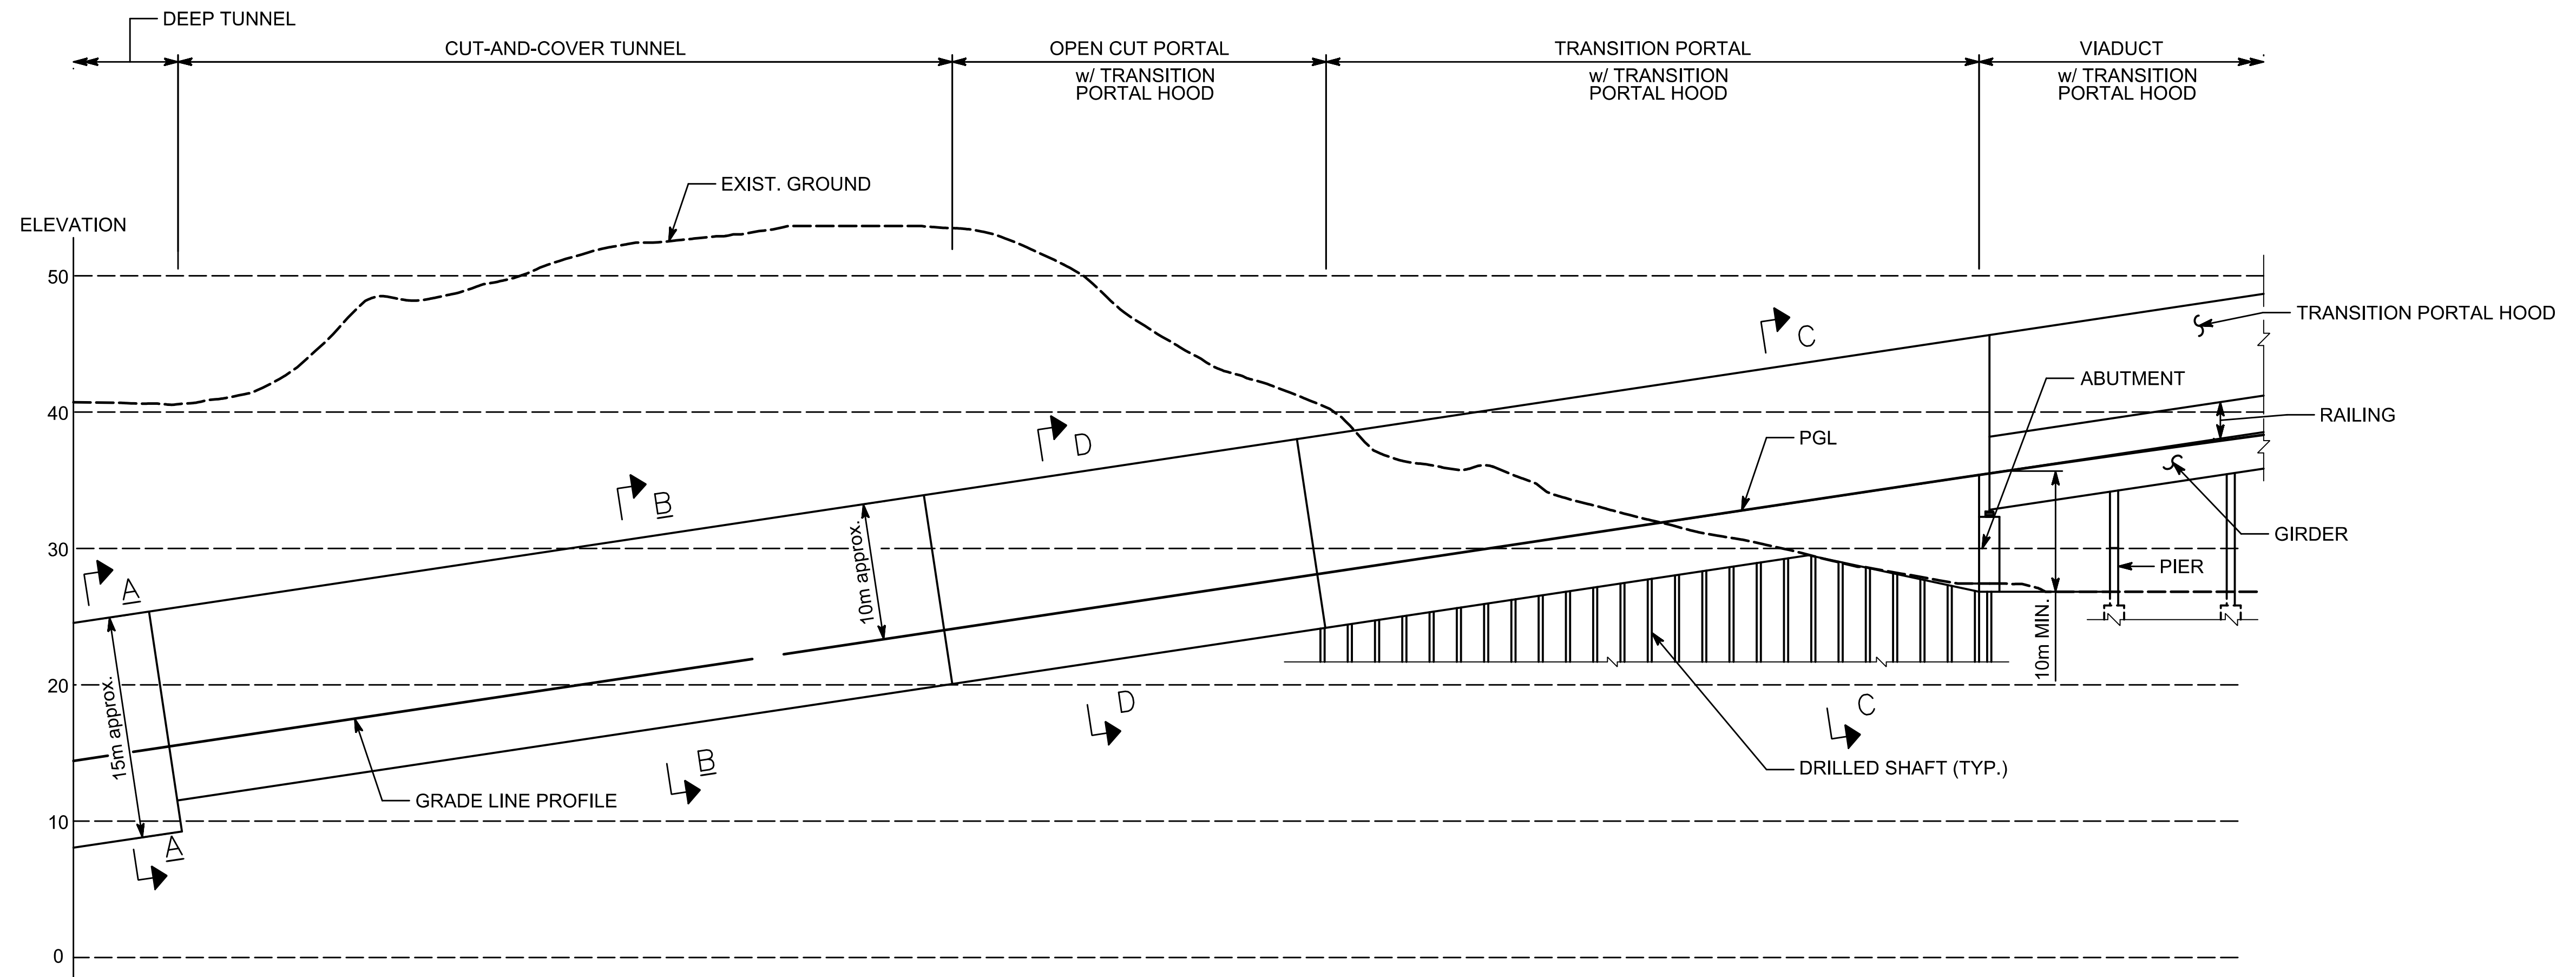 DEEP TUNNEL
CUT-AND-COVER TUNNEL
OPEN CUT PORTAL
w/ TRANSITION
PORTAL HOOD
TRANSITION PORTAL
w/ TRANSITION
PORTAL HOOD
VIADUCT
w/ TRANSITION
PORTAL HOOD
EXIST. GROUND
ELEVATION
50
TRANSITION PORTAL HOOD
C
ABUTMENT
40
RAILING
D
PGL
B
30
GIRDER
10m approx.
PIER
A
10m MIN.
20
15m approx.
D
C
B
DRILLED SHAFT (TYP.)
GRADE LINE PROFILE
10
A
0